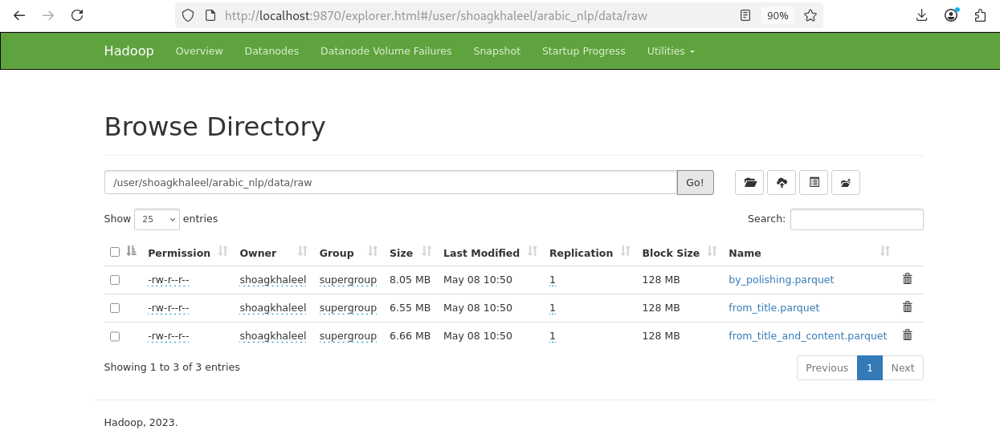 http://localhost:9870/explorer.html#/user/shoagkhaleel/arabic_nlp/data/raw 90%
Hadoop Overview Datanodes Datanode Volume Failures Snapshot Startup Progress Utilities
Browse Directory
/user/shoagkhaleel/arabic_nlp/data/raw Go!
Show 25 entries Search:
Permission Owner Group Size Last Modified Replication Block Size Name
-rw-r--r-- shoagkhaleel supergroup 8.05 MB May 08 10:50 1 128 MB by_polishing.parquet
-rw-r--r-- shoagkhaleel supergroup 6.55 MB May 08 10:50 1 128 MB from_title.parquet
-rw-r--r-- shoagkhaleel supergroup 6.66 MB May 08 10:50 1 128 MB from_title_and_content.parquet
Showing 1 to 3 of 3 entries Previous 1 Next
Hadoop, 2023.